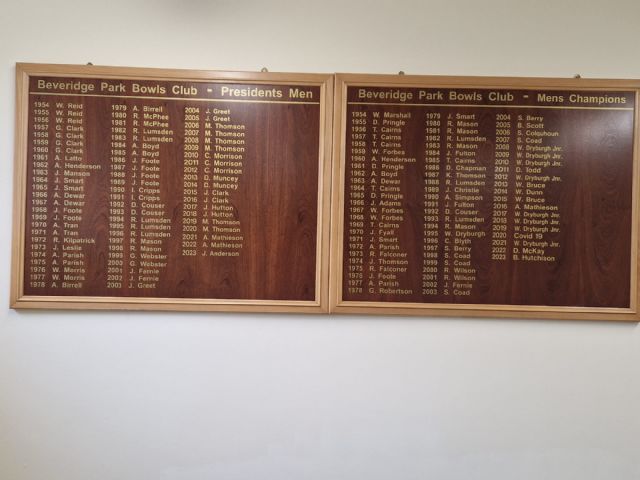 Beveridge Park Bowls Club - Presidents Men
1954 W. Reid
1955 W. Reid
1956 W. Reid
1957 G. Clark
1958 G. Clark
1959 G. Clark
1960 G. Clark
1961 A. Latto
1962 A. Henderson
1963 J. Manson
1964 J. Smart
1965 J. Smart
1966 A. Dewar
1967 A. Dewar
1968 J. Foote
1969 J. Foote
1970 A. Tran
1971 A. Tran
1972 R. Kilpatrick
1973 J. Leslie
1974 A. Parish
1975 A. Parish
1976 W. Morris
1977 W. Morris
1978 A. Birrell
1979 A. Birrell
1980 R. McPhee
1981 R. McPhee
1982 R. Lumsden
1983 R. Lumsden
1984 A. Boyd
1985 A. Boyd
1986 J. Foote
1987 J. Foote
1988 J. Foote
1989 J. Foote
1990 I. Cripps
1991 I. Cripps
1992 D. Couser
1993 D. Couser
1994 R. Lumsden
1995 R. Lumsden
1996 R. Lumsden
1997 R. Mason
1998 R. Mason
1999 G. Webster
2000 G. Webster
2001 J. Fernie
2002 J. Fernie
2003 J. Greet
2004 J. Greet
2005 J. Greet
2006 M. Thomson
2007 M. Thomson
2008 M. Thomson
2009 M. Thomson
2010 C. Morrison
2011 C. Morrison
2012 C. Morrison
2013 D. Muncey
2014 D. Muncey
2015 J. Clark
2016 J. Clark
2017 J. Hutton
2018 J. Hutton
2019 M. Thomson
2020 M. Thomson
2021 A. Mathieson
2022 A. Mathieson
2023 J. Anderson
Beveridge Park Bowls Club - Mens Champions
1954 W. Marshall
1955 D. Pringle
1956 T. Cairns
1957 T. Cairns
1958 T. Cairns
1959 W. Forbes
1960 A. Henderson
1961 D. Pringle
1962 A. Boyd
1963 A. Dewar
1964 T. Cairns
1965 D. Pringle
1966 J. Adams
1967 W. Forbes
1968 W. Forbes
1969 T. Cairns
1970 J. Fyall
1971 J. Smart
1972 A. Parish
1973 R. Falconer
1974 J. Thomson
1975 R. Falconer
1976 J. Foote
1977 A. Parish
1978 G. Robertson
1979 J. Smart
1980 R. Mason
1981 R. Mason
1982 R. Lumsden
1983 R. Mason
1984 J. Fulton
1985 T. Cairns
1986 D. Chapman
1987 K. Thomson
1988 R. Lumsden
1989 J. Christie
1990 A. Simpson
1991 J. Fulton
1992 D. Couser
1993 R. Lumsden
1994 R. Mason
1995 W. Dryburgh
1996 C. Blyth
1997 S. Berry
1998 S. Coad
1999 S. Coad
2000 R. Wilson
2001 R. Wilson
2002 J. Fernie
2003 S. Coad
2004 S. Berry
2005 B. Scott
2006 S. Colquhoun
2007 S. Coad
2008 W. Dryburgh Jnr.
2009 W. Dryburgh Jnr.
2010 W. Dryburgh Jnr.
2011 D. Todd
2012 W. Dryburgh Jnr.
2013 W. Bruce
2014 W. Dunn
2015 W. Bruce
2016 A. Mathieson
2017 W. Dryburgh Jnr.
2018 W. Dryburgh Jnr.
2019 W. Dryburgh Jnr.
2020 Covid 19
2021 W. Dryburgh Jnr.
2022 D. McKay
2023 B. Hutchison